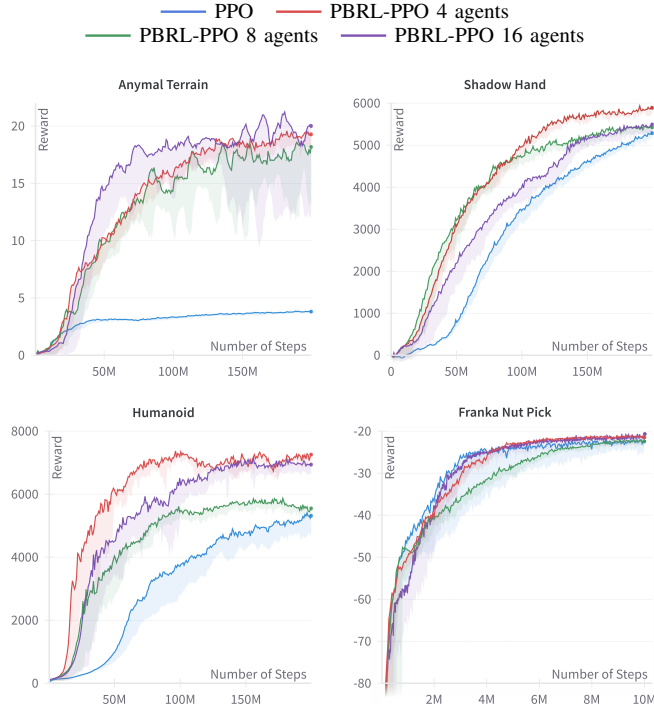 PPO PBRL-PPO 4 agents
PBRL-PPO 8 agents PBRL-PPO 16 agents
Anymal Terrain
Reward
20
15
10
5
0
50M 100M 150M
Number of Steps
Shadow Hand
Reward
6000
5000
4000
3000
2000
1000
0
0 50M 100M 150M
Number of Steps
Humanoid
Reward
8000
6000
4000
2000
0
50M 100M 150M
Number of Steps
Franka Nut Pick
Reward
-20
-30
-40
-50
-60
-70
-80
2M 4M 6M 8M 10M
Number of Steps